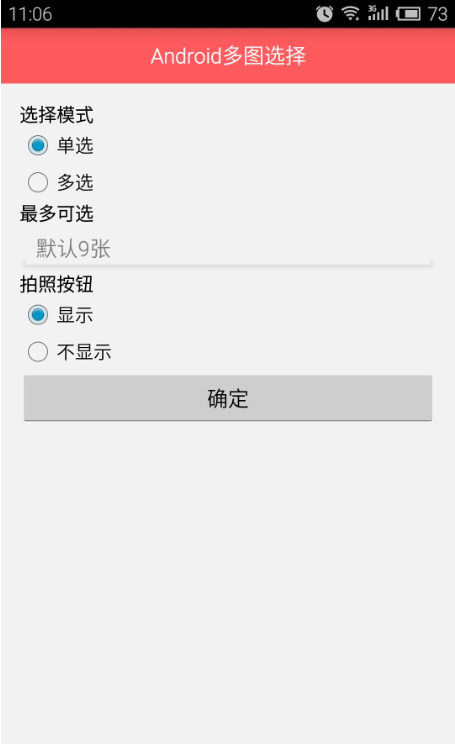 11:06
3G
73
Android多图选择
选择模式
单选
多选
最多可选
默认9张
拍照按钮
显示
不显示
确定